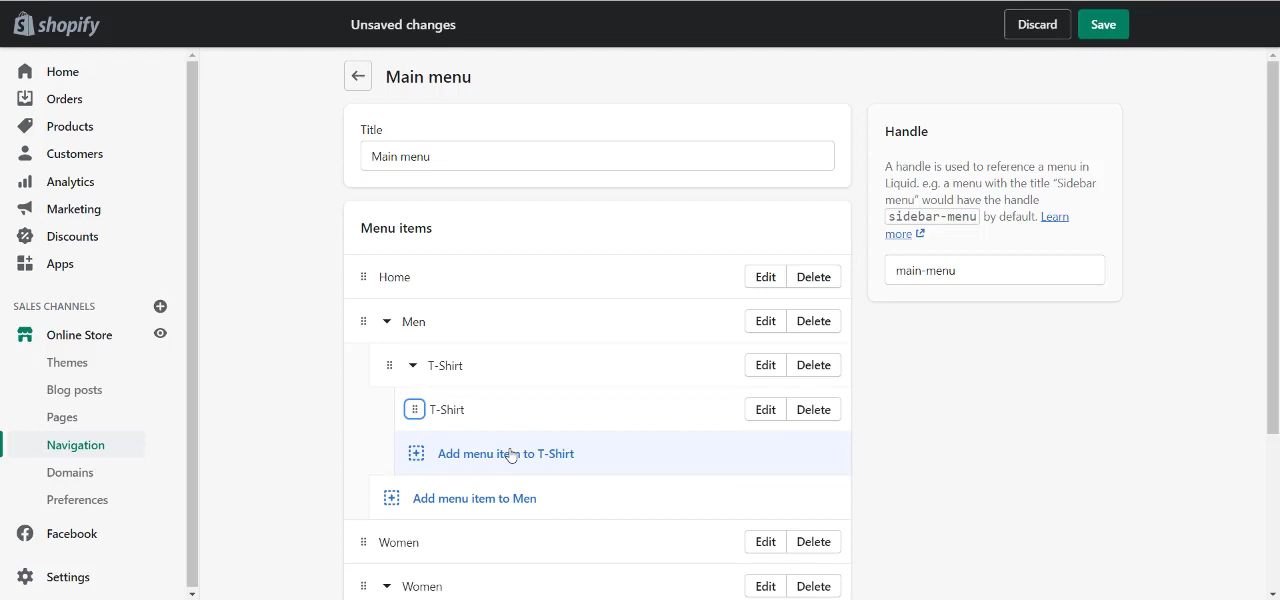 shopify
Unsaved changes
Discard
Save
Home
Orders
Products
Customers
Analytics
Marketing
Discounts
Apps
SALES CHANNELS
Online Store
Themes
Blog posts
Pages
Navigation
Domains
Preferences
Facebook
Settings
Main menu
Title
Main menu
Menu items
Home
Edit
Delete
Men
Edit
Delete
T-Shirt
Edit
Delete
T-Shirt
Edit
Delete
Add menu item to T-Shirt
Add menu item to Men
Women
Edit
Delete
Women
Edit
Delete
Handle
A handle is used to reference a menu in
Liquid. e.g. a menu with the title “Sidebar
menu” would have the handle
sidebar-menu by default. Learn
more
main-menu